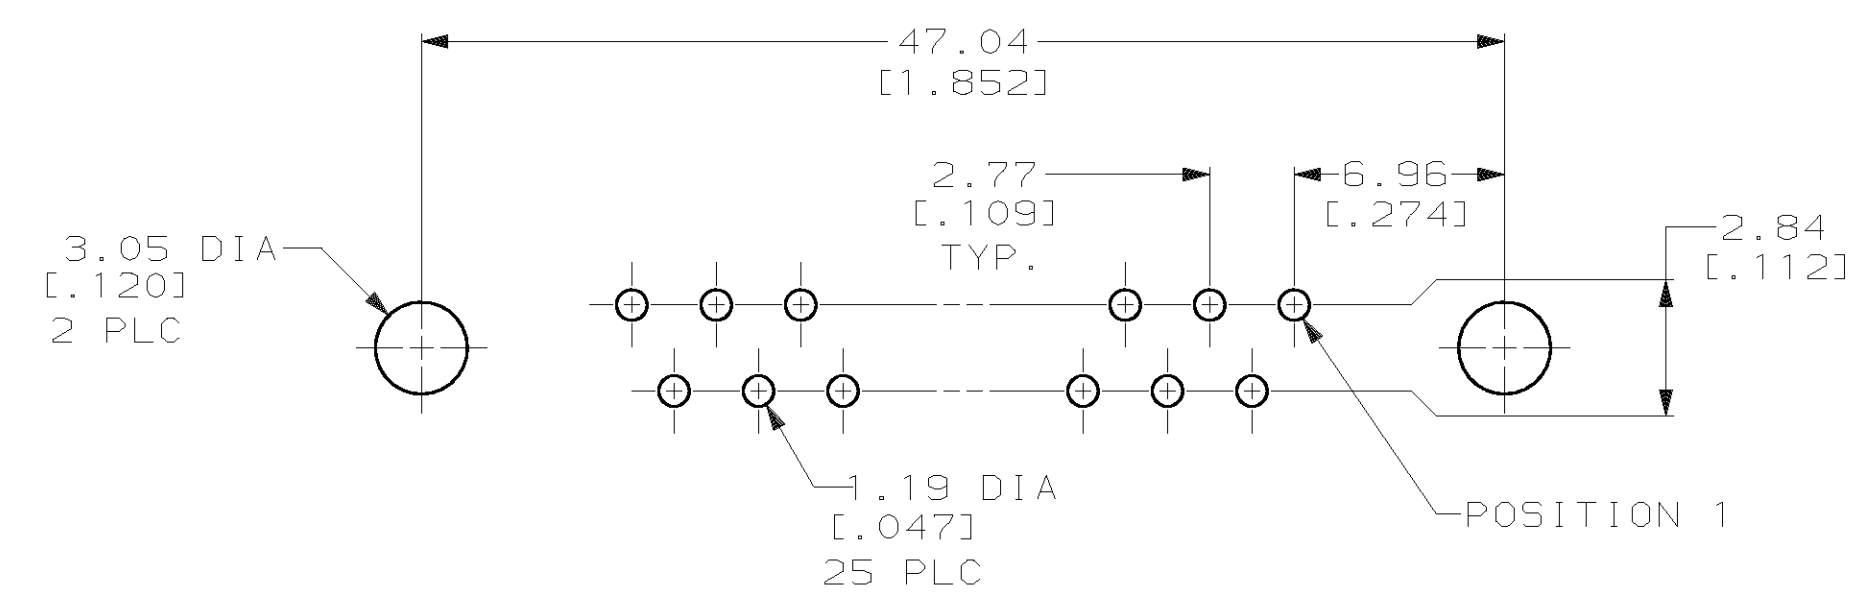 47.04
[1.852]
2.77
[.109]
TYP.
6.96
[.274]
2.84
[.112]
3.05 DIA
[.120]
2 PLC
1.19 DIA
[.047]
25 PLC
POSITION 1